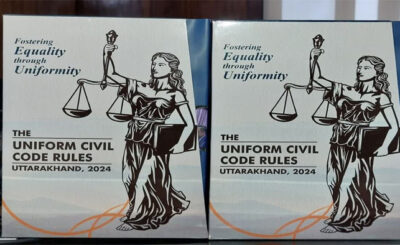 Fostering
Equality
through
Uniformity
THE
UNIFORM CIVIL
CODE RULES
UTTARAKHAND, 2024
Fostering
Equality
through
Uniformity
THE
UNIFORM CIVIL
CODE RULES
UTTARAKHAND, 2024